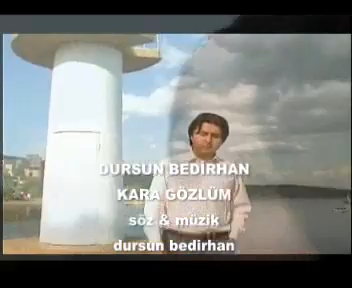 DURSUN BEDİRHAN
KARA GÖZLÜM
söz & müzik
dursun bedirhan